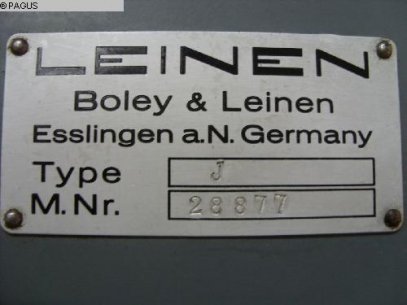 © PAGUS
LEINEN
Boley & Leinen
Esslingen a.N. Germany
Type J
M.Nr. 28877